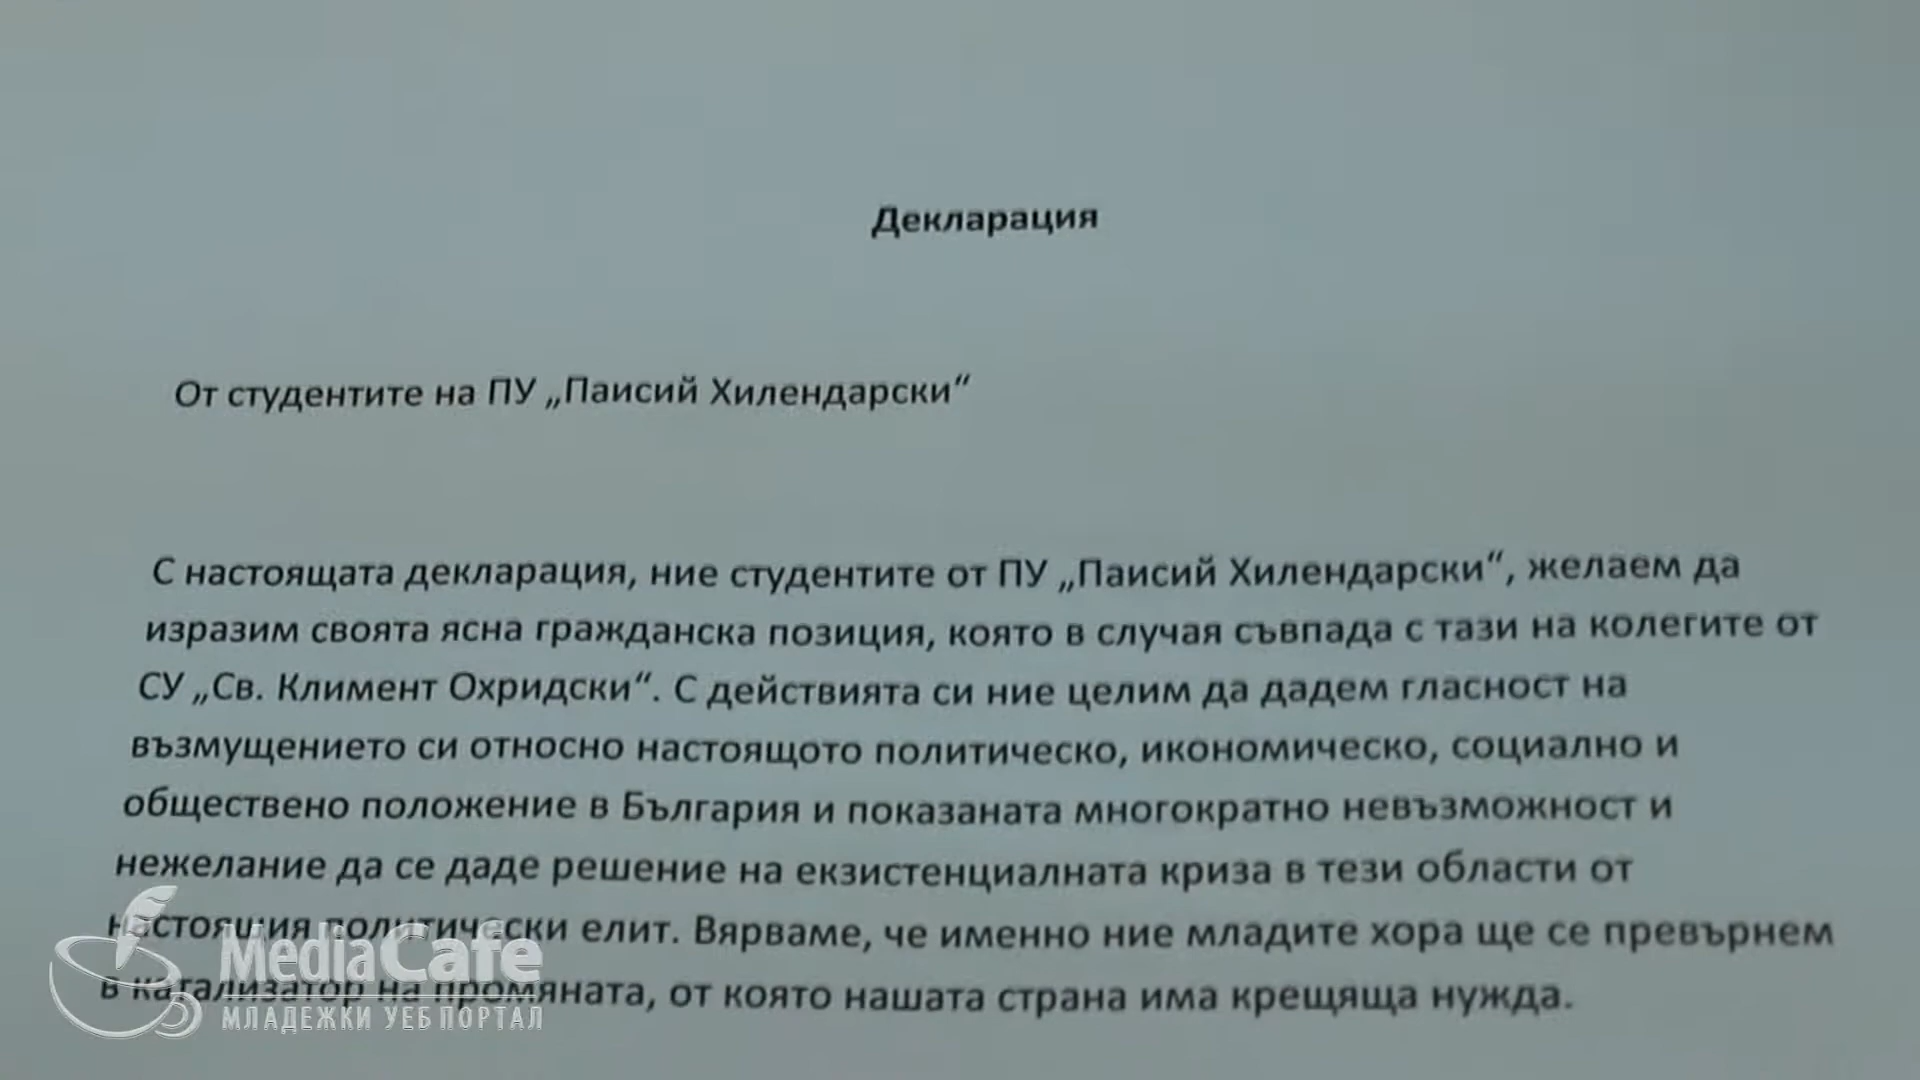 Декларация
От студентите на ПУ „Паисий Хилендарски“
С настоящата декларация, ние студентите от ПУ „Паисий Хилендарски“, желаем да
изразим своята ясна гражданска позиция, която в случая съвпада с тази на колегите от
СУ „Св. Климент Охридски“. С действията си ние целим да дадем гласност на
възмущението си относно настоящото политическо, икономическо, социално и
обществено положение в България и показаната многократно невъзможност и
нежелание да се даде решение на екзистенциалната криза в тези области от
настоящия политически елит. Вярваме, че именно ние младите хора ще се превърнем
в катализатор на промяната, от която нашата страна има крещяща нужда.
MediaCafe
МЛАДЕЖКИ УЕБ ПОРТАЛ